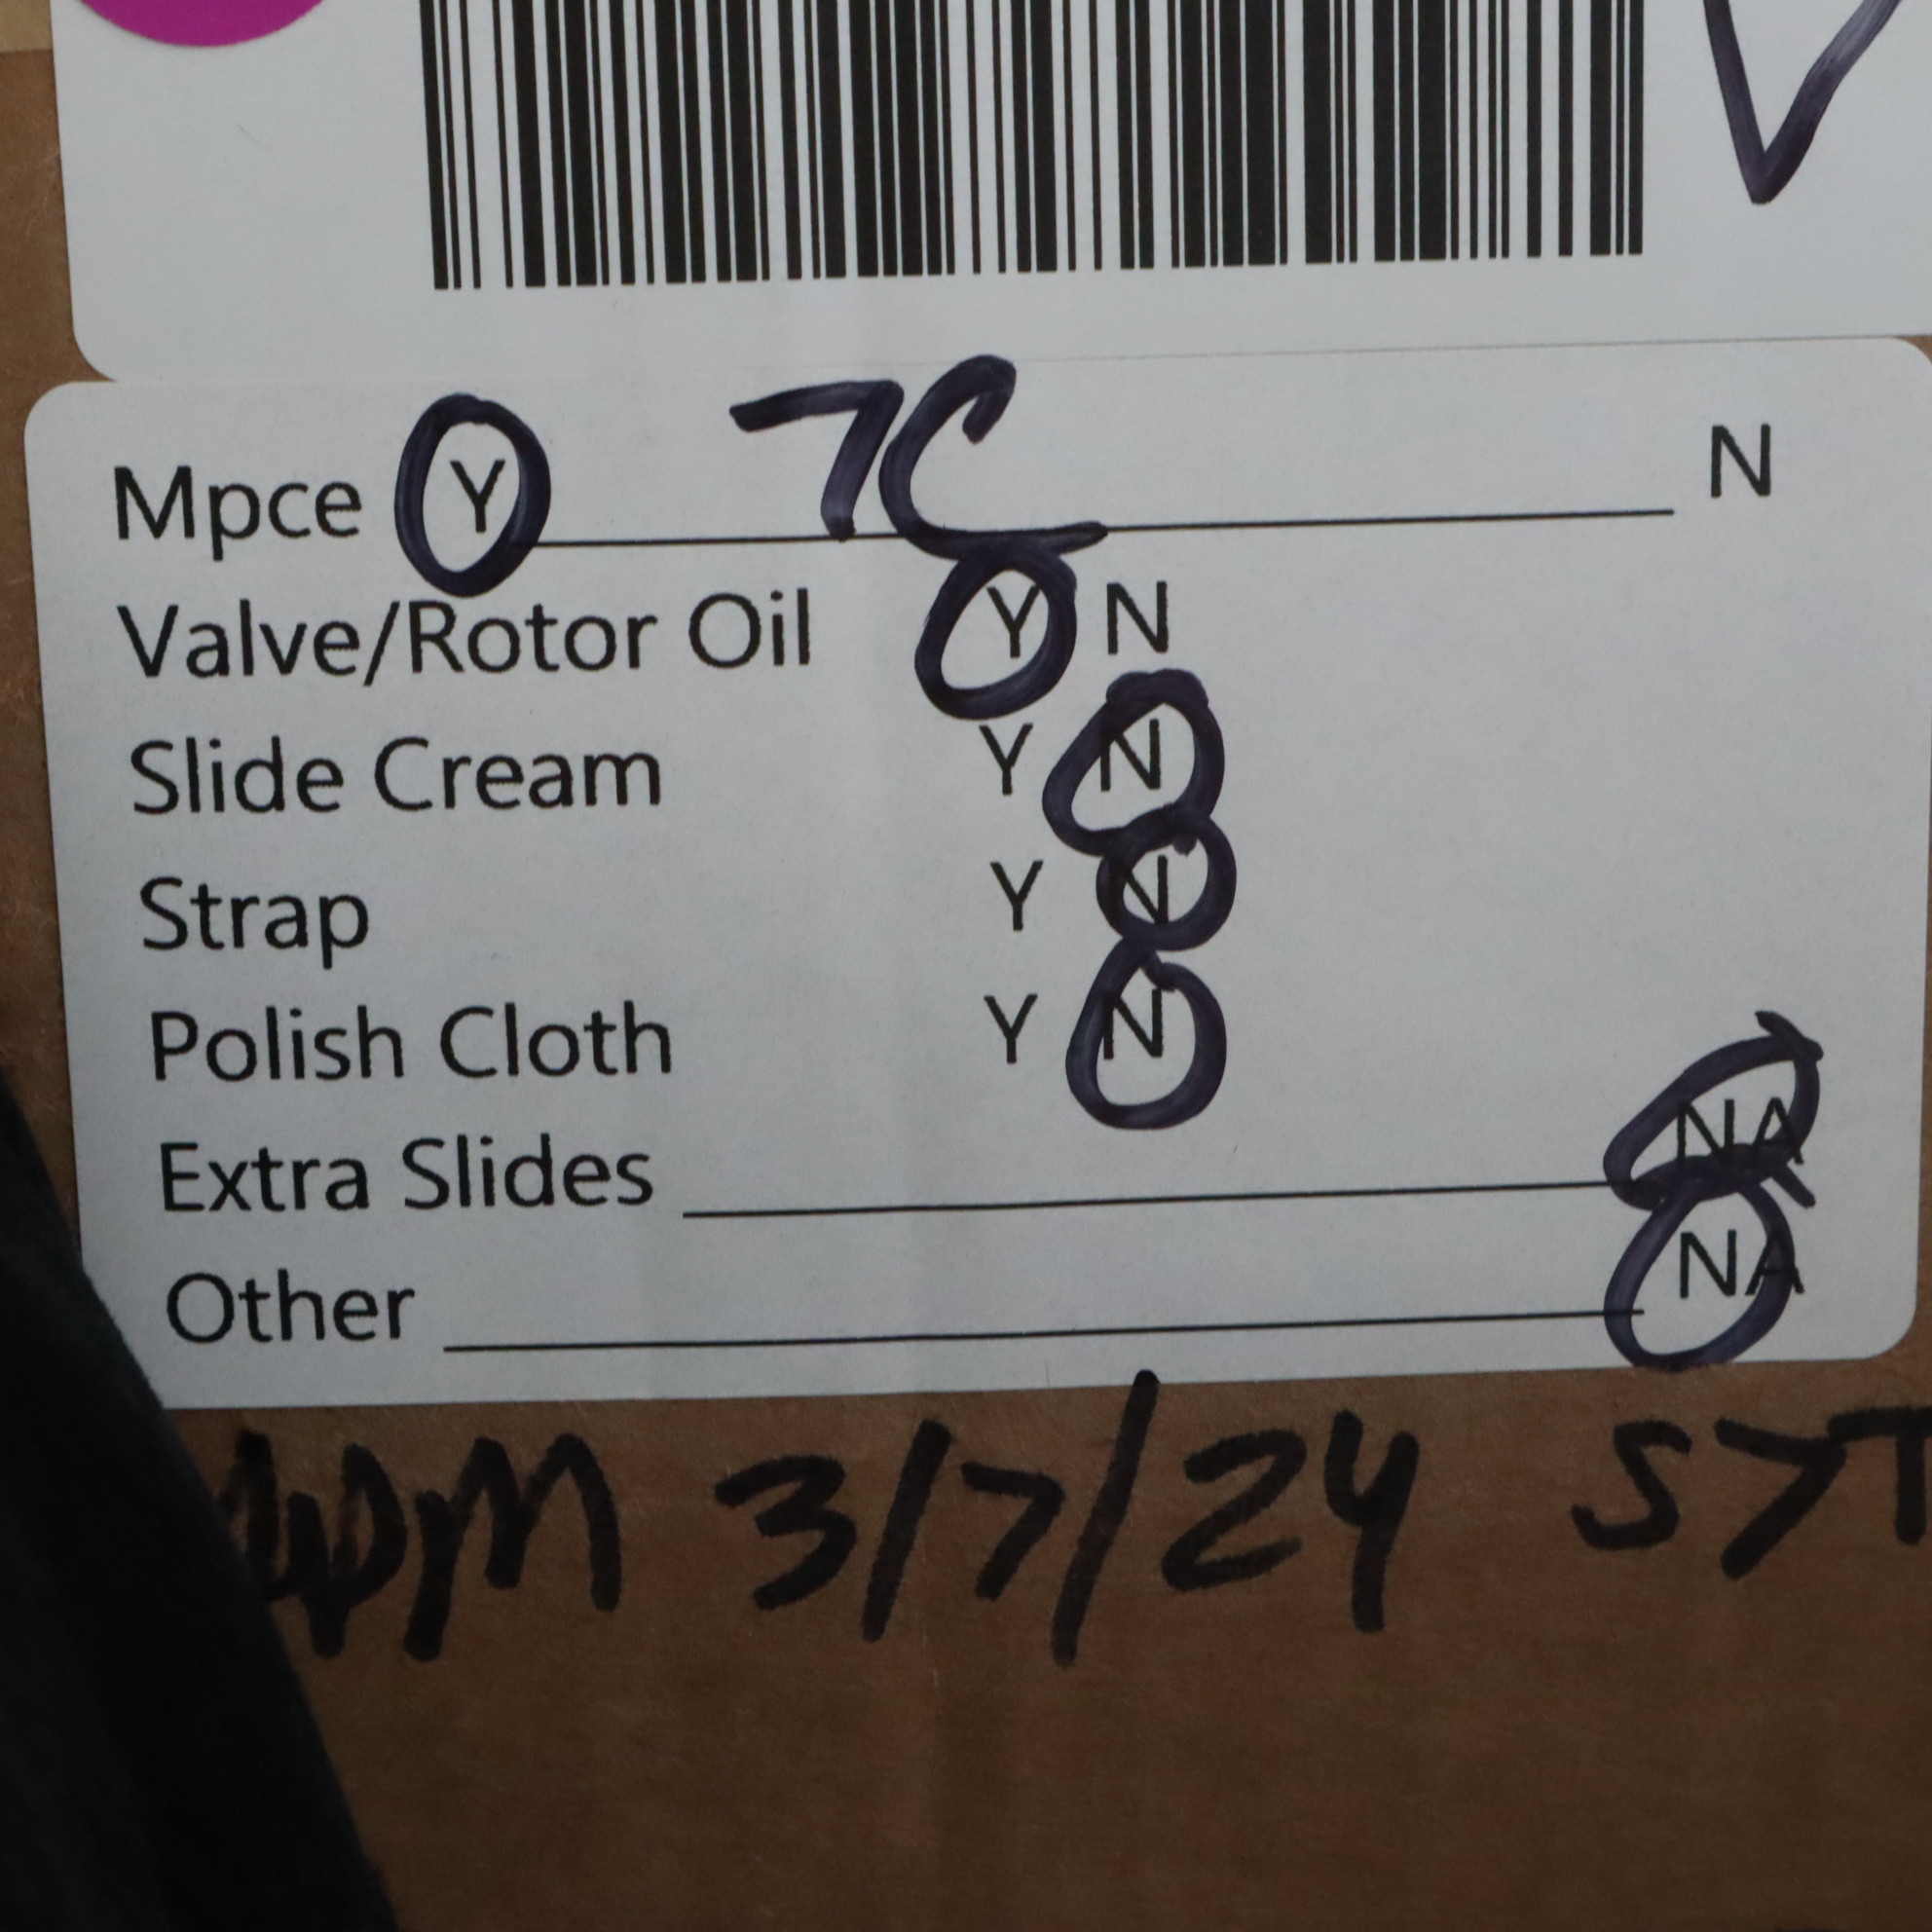 Mpce Y 7C N
Valve/Rotor Oil Y N
Slide Cream Y N
Strap Y N
Polish Cloth Y N
Extra Slides NA
Other NA
3/7/24